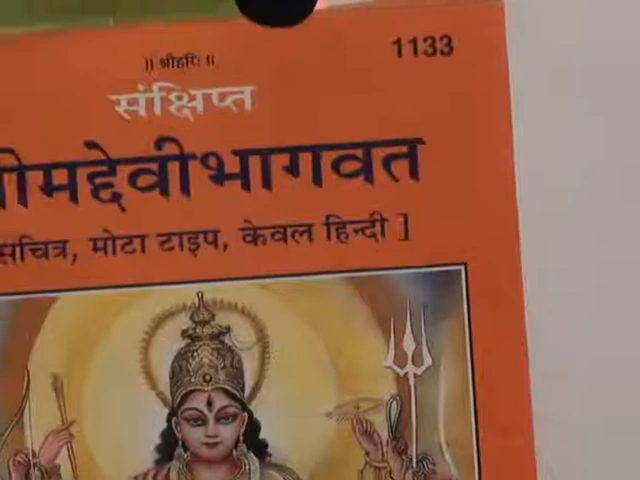 ॥ श्रीहरिः ॥
1133
संक्षिप्त
ीमद्देवीभागवत
सचित्र, मोटा टाइप, केवल हिन्दी ]